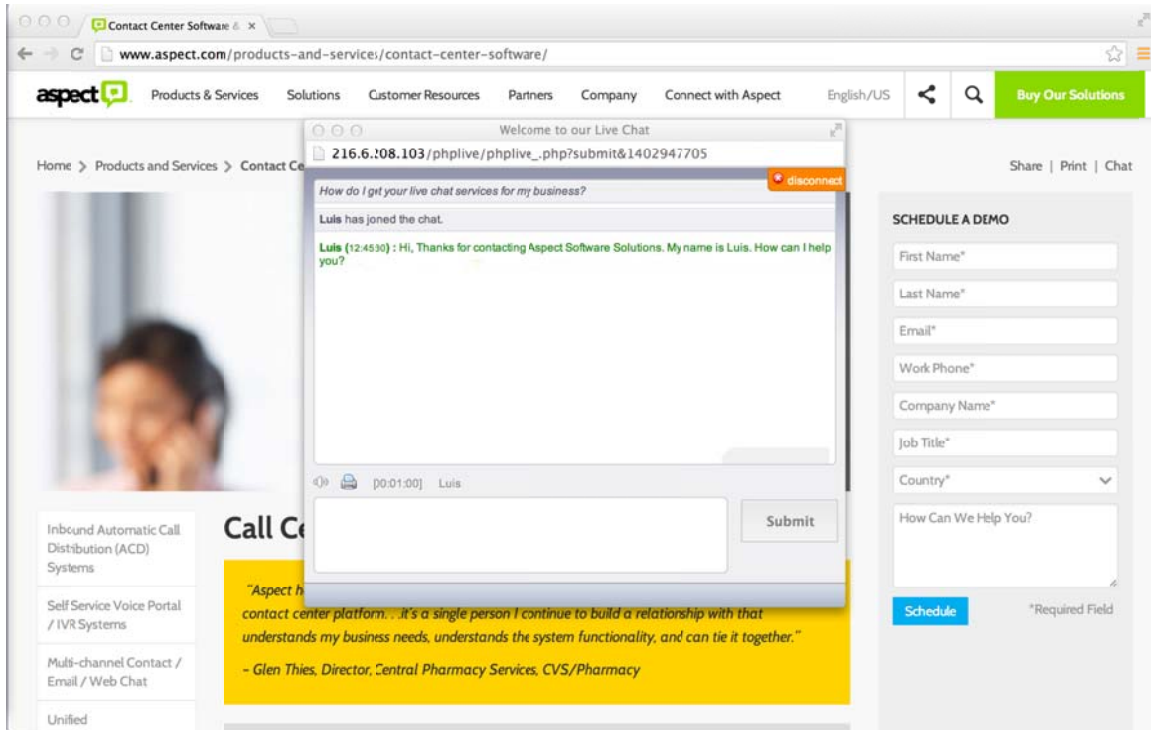 Contact Center Software &
www.aspect.com/products-and-services/contact-center-software/
aspect
Products & Services
Solutions
Customer Resources
Partners
Company
Connect with Aspect
English/US
Buy Our Solutions
Home > Products and Services > Contact Ce
Share | Print | Chat
Welcome to our Live Chat
216.6.208.103/phplive/phplive_.php?submit&1402947705
disconnect
How do I get your live chat services for my business?
Luis has joned the chat.
Luis (12:4530) : Hi, Thanks for contacting Aspect Software Solutions. My name is Luis. How can I help
you?
[00:01:00] Luis
Submit
SCHEDULE A DEMO
First Name*
Last Name*
Email*
Work Phone*
Company Name*
Job Title*
Country*
How Can We Help You?
Schedule
*Required Field
Inbound Automatic Call
Distribution (ACD)
Systems
Self Service Voice Portal
/ IVR Systems
Multi-channel Contact /
Email / Web Chat
Unified
Call Ce
"Aspect h
contact center platform. . .it's a single person I continue to build a relationship with that
understands my business needs, understands the system functionality, and can tie it together."
– Glen Thies, Director, Central Pharmacy Services, CVS/Pharmacy